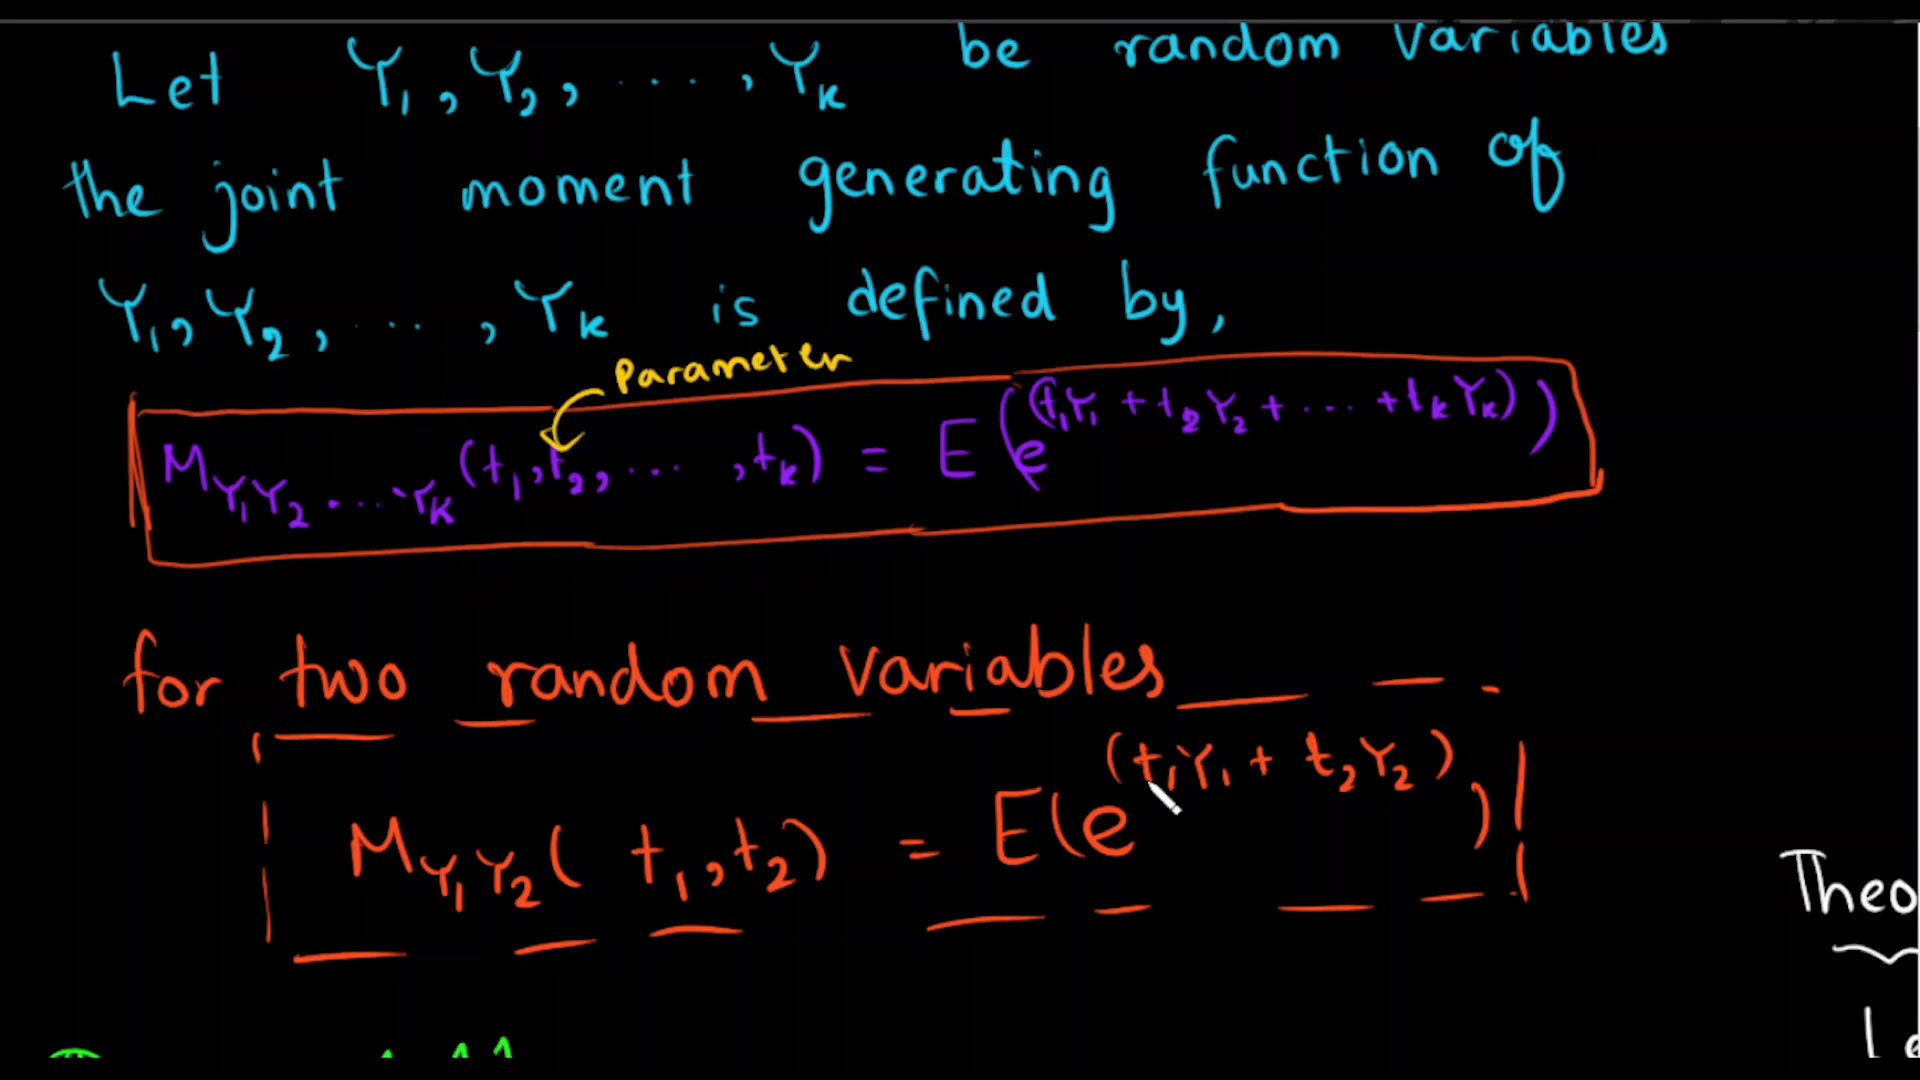 Let Y₁, Y₂, ..., Yₖ be random variables
the joint moment generating function of
Y₁, Y₂, ..., Yₖ is defined by,
Parameter
M_{Y₁Y₂...Yₖ}(t₁, t₂, ..., tₖ) = E(e^{(t₁Y₁ + t₂Y₂ + ... + tₖYₖ)})
for two random variables
M_{Y₁Y₂}(t₁, t₂) = E(e^{(t₁Y₁ + t₂Y₂)})
Theo
Le